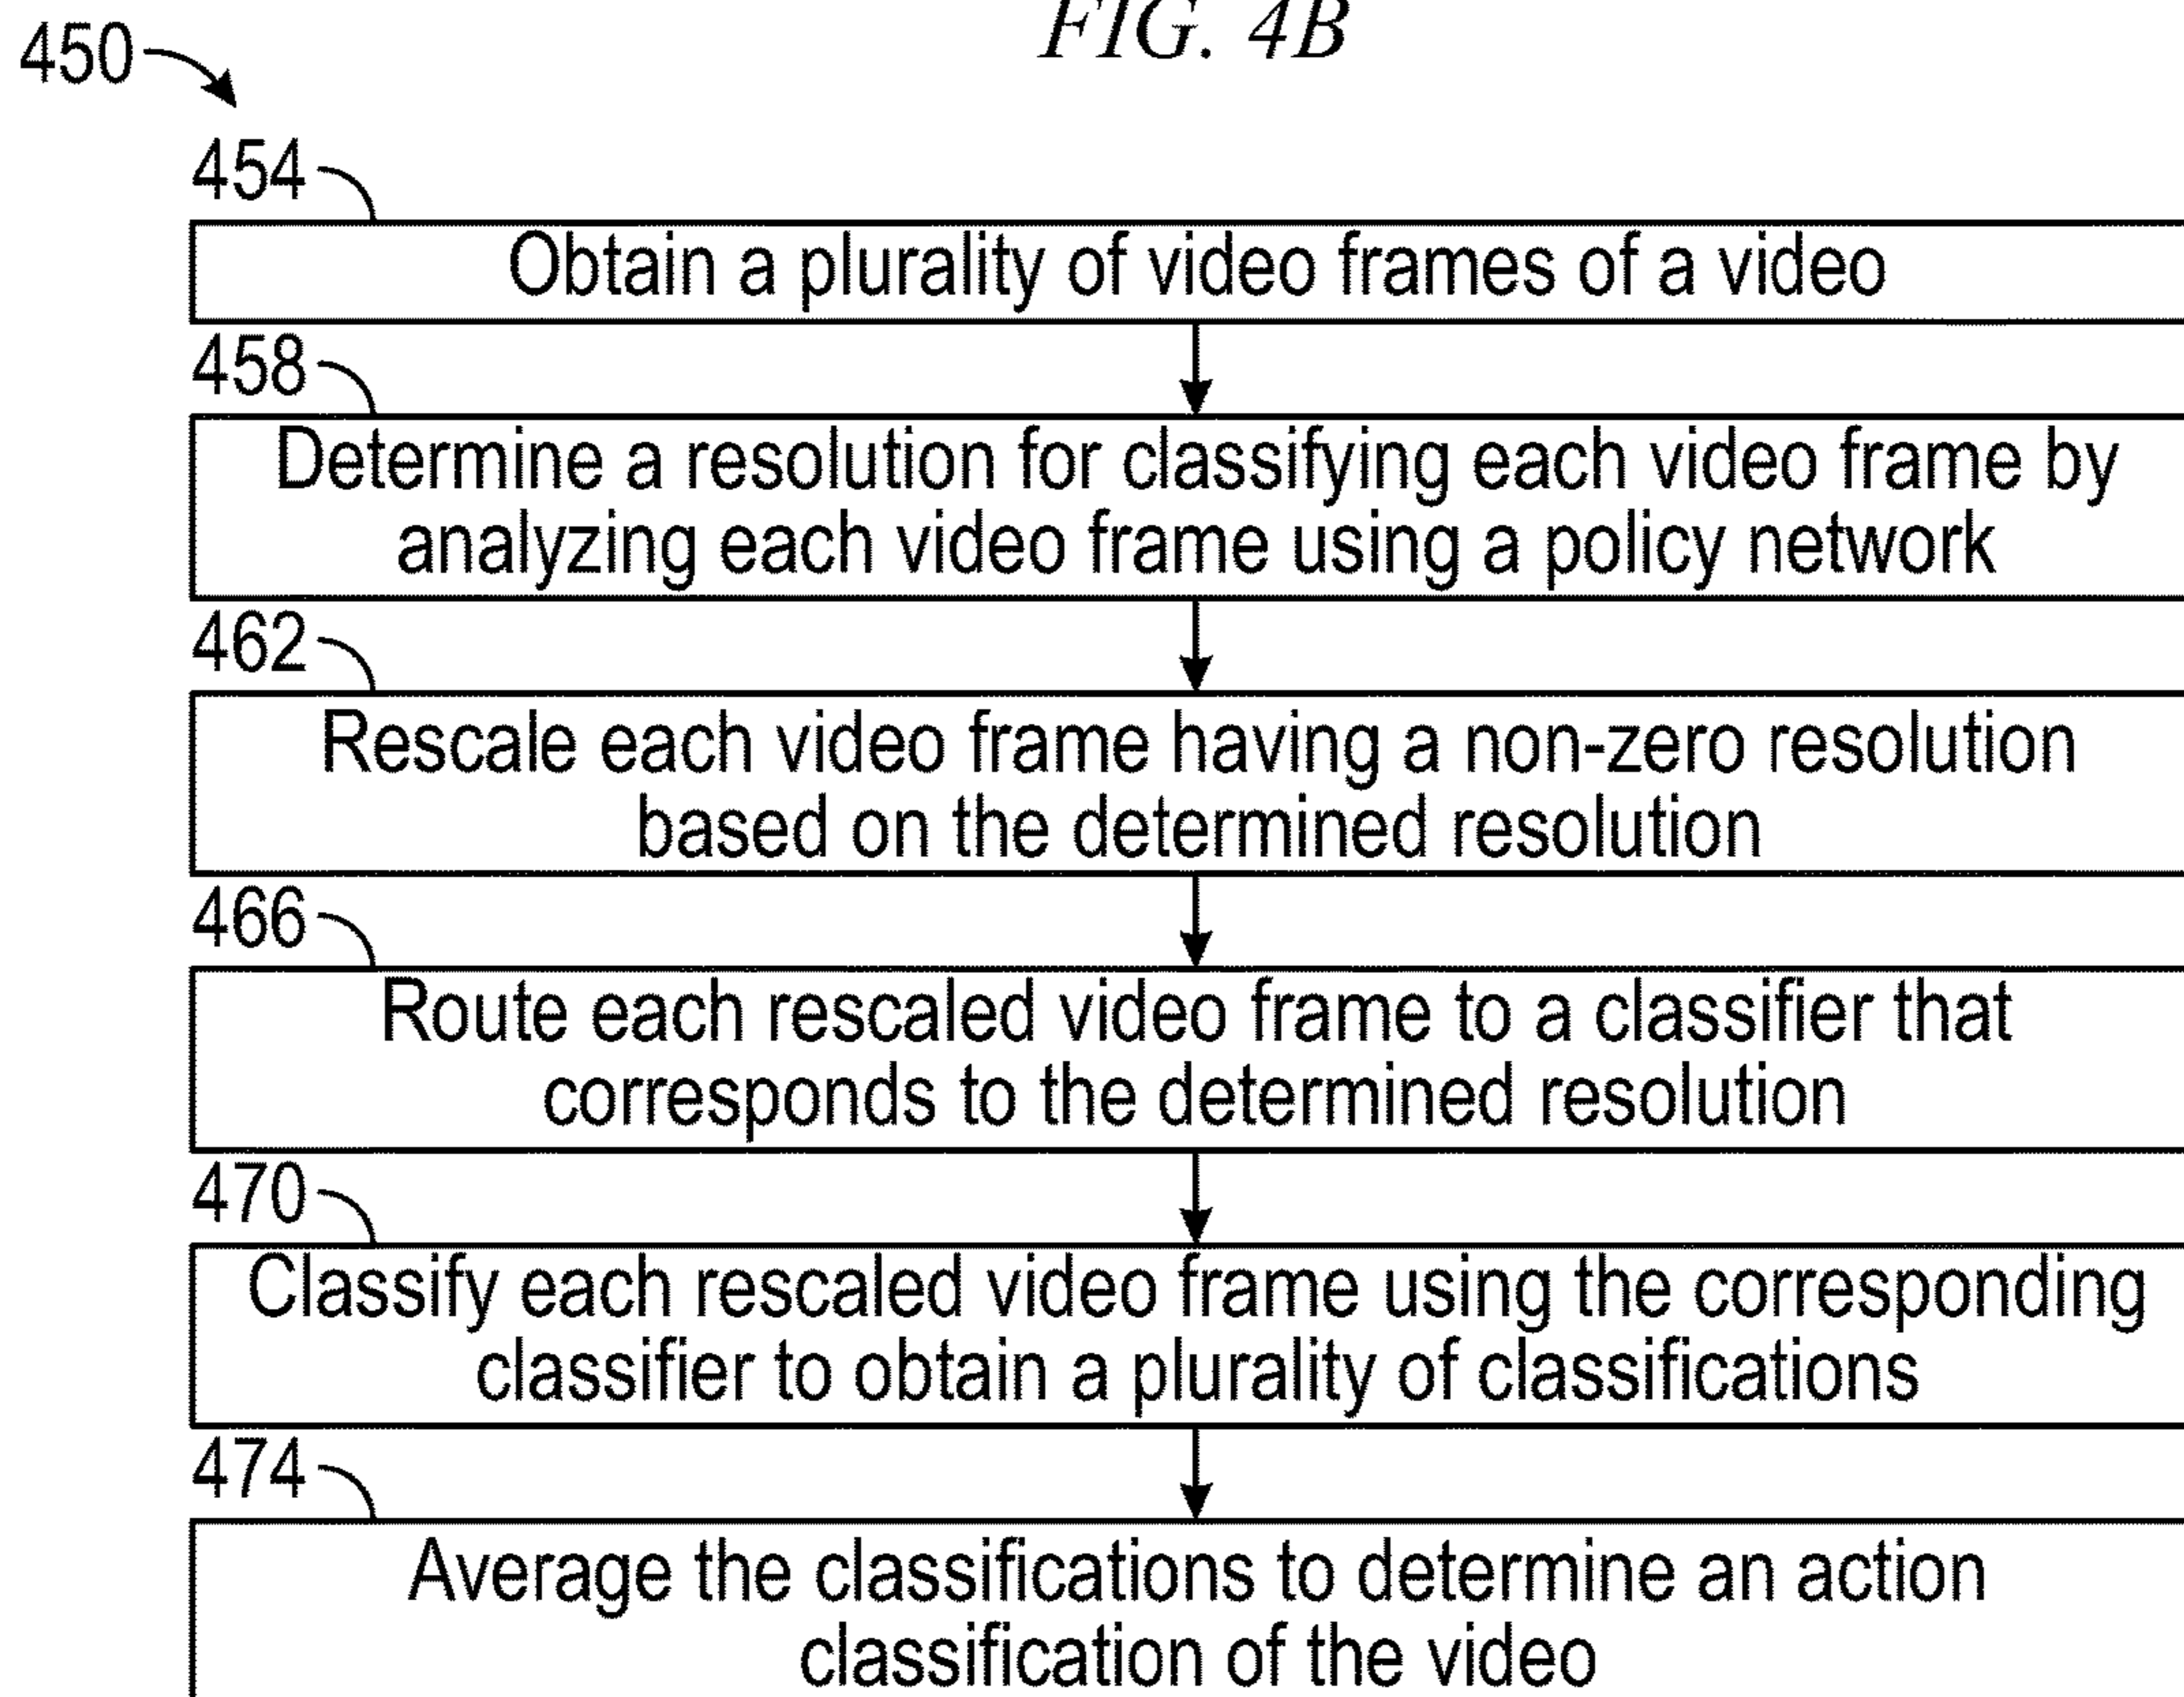 FIG. 4B
450
454
Obtain a plurality of video frames of a video
458
Determine a resolution for classifying each video frame by
analyzing each video frame using a policy network
462
Rescale each video frame having a non-zero resolution
based on the determined resolution
466
Route each rescaled video frame to a classifier that
corresponds to the determined resolution
470
Classify each rescaled video frame using the corresponding
classifier to obtain a plurality of classifications
474
Average the classifications to determine an action
classification of the video